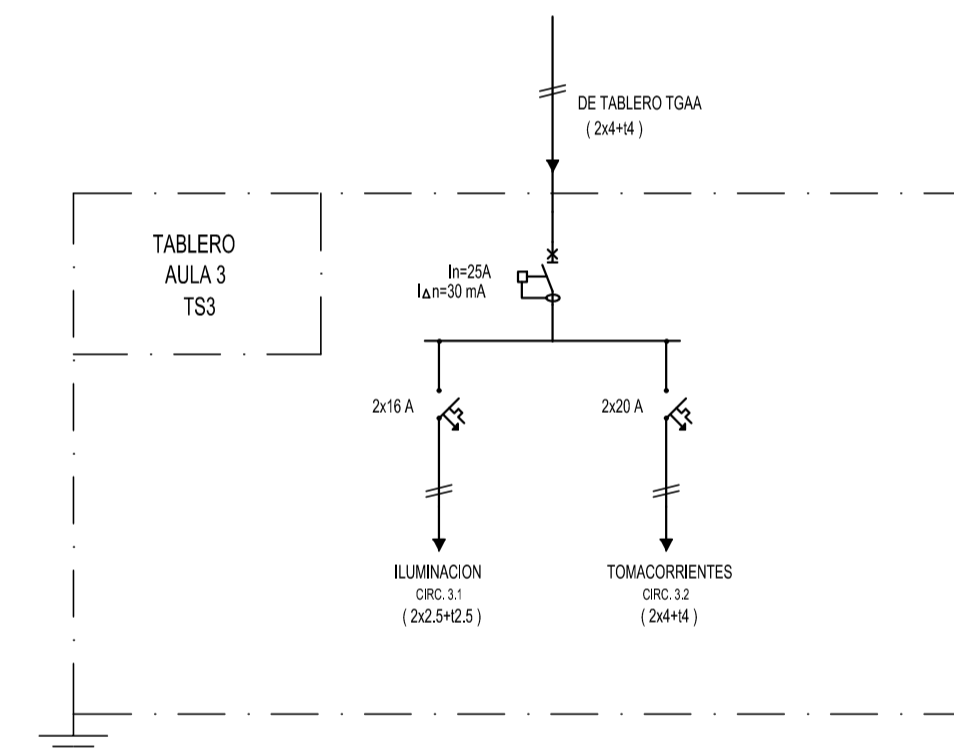 DE TABLERO TGAA
( 2x4+t4 )
TABLERO
AULA 3
TS3
In=25A
IΔn=30 mA
2x16 A
2x20 A
ILUMINACION
CIRC. 3.1
( 2x2.5+t2.5 )
TOMACORRIENTES
CIRC. 3.2
( 2x4+t4 )